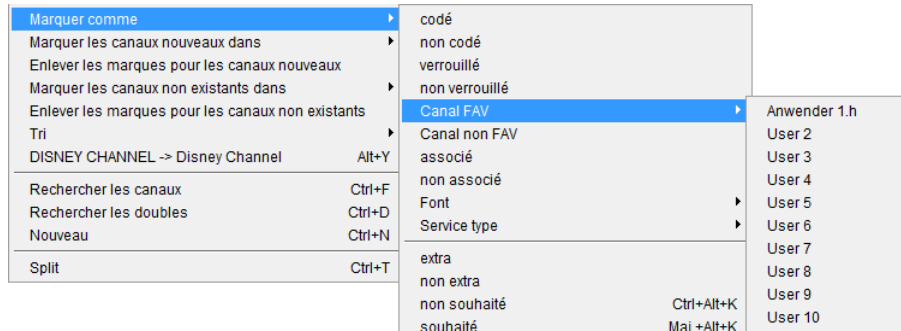 Marquer comme
Marquer les canaux nouveaux dans
Enlever les marques pour les canaux nouveaux
Marquer les canaux non existants dans
Enlever les marques pour les canaux non existants
Tri
DISNEY CHANNEL -> Disney Channel Alt+Y
Rechercher les canaux Ctrl+F
Rechercher les doubles Ctrl+D
Nouveau Ctrl+N
Split Ctrl+T
codé
non codé
verrouillé
non verrouillé
Canal FAV
Canal non FAV
associé
non associé
Font
Service type
extra
non extra
non souhaité Ctrl+Alt+K
souhaité Maj +Alt+K
Anwender 1.h
User 2
User 3
User 4
User 5
User 6
User 7
User 8
User 9
User 10